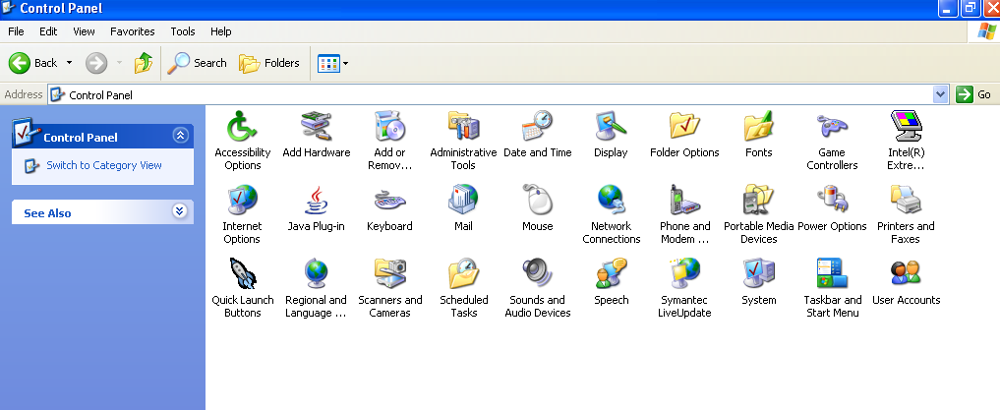 Control Panel
File Edit View Favorites Tools Help
Back Search Folders
Address Control Panel Go
Control Panel
Switch to Category View
See Also
Accessibility Options
Add Hardware
Add or Remov...
Administrative Tools
Date and Time
Display
Folder Options
Fonts
Game Controllers
Intel(R) Extre...
Internet Options
Java Plug-in
Keyboard
Mail
Mouse
Network Connections
Phone and Modem ...
Portable Media Devices
Power Options
Printers and Faxes
Quick Launch Buttons
Regional and Language ...
Scanners and Cameras
Scheduled Tasks
Sounds and Audio Devices
Speech
Symantec LiveUpdate
System
Taskbar and Start Menu
User Accounts